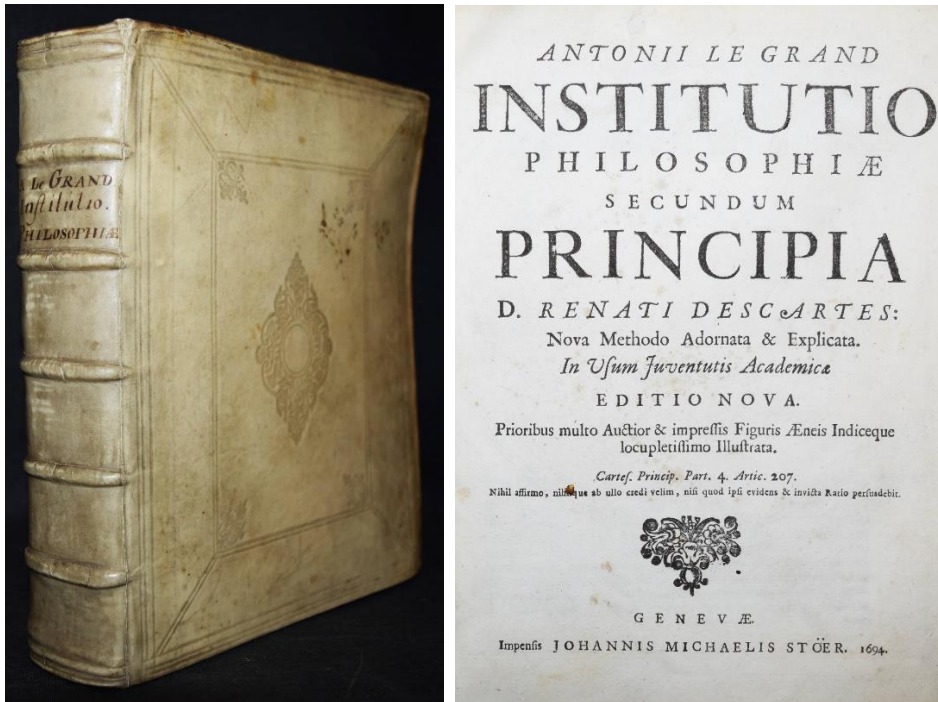 Le GRAND
Institutio.
PHILOSOPHIÆ
ANTONII LE GRAND
INSTITUTIO
PHILOSOPHIÆ
SECUNDUM
PRINCIPIA
D. RENATI DESCARTES:
Nova Methodo Adornata & Explicata.
In Uſum Juventutis Academicæ
EDITIO NOVA.
Prioribus multo Auctior & impreſſis Figuris Æneis Indiceque
locupletiſſimo Illuſtrata.
Carteſ. Princip. Part. 4. Artic. 207.
Nihil affirmo, nihilque ab ullo credi velim, niſi quod ipſi evidens & invicta Ratio perſuadebit.
GENEVÆ.
Impenſis JOHANNIS MICHAELIS STÖER. 1694.